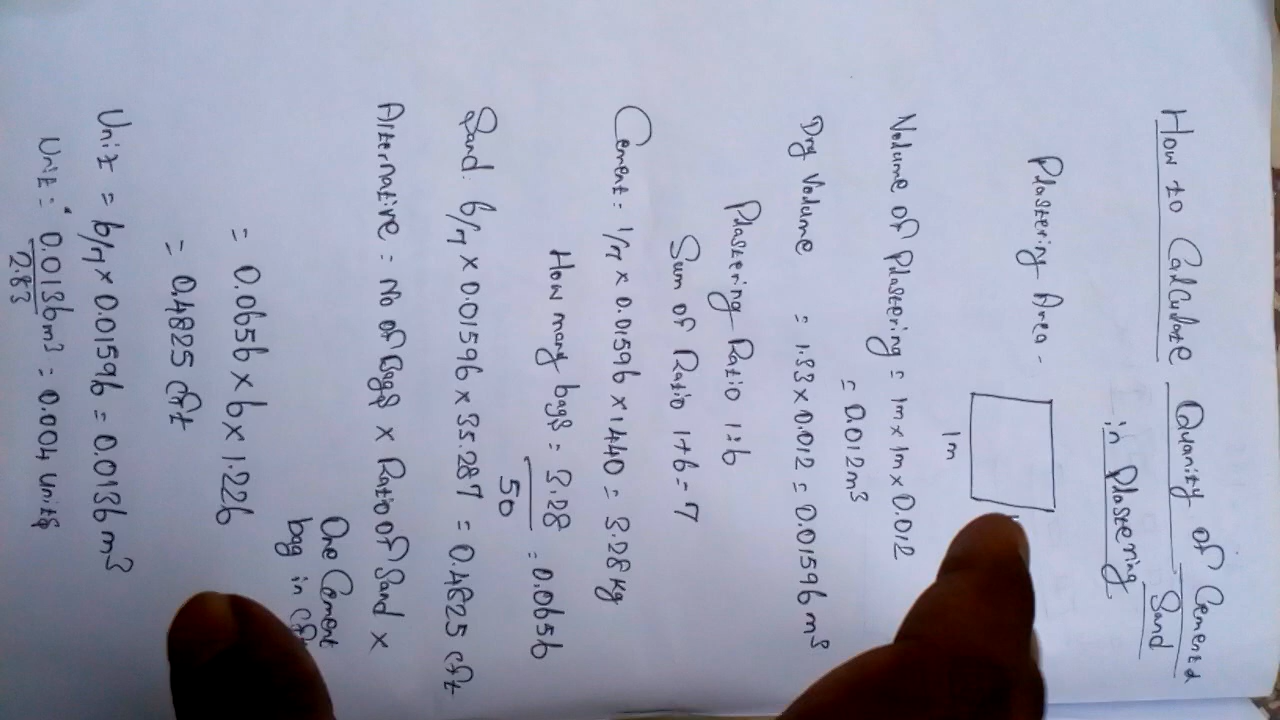 How to Calculate Quantity of Cement &
Sand
in Plastering
Plastering Area -
1m
Volume of Plastering = 1m x 1m x 0.012
= 0.012m³
Dry Volume = 1.33 x 0.012 = 0.01596 m³
Plastering Ratio 1:6
Sum of Ratio 1+6 = 7
Cement = 1/7 x 0.01596 x 1440 = 3.28 kg
How many bags = 3.28 / 50 = 0.0656
Sand. 6/7 x 0.01596 x 35.287 = 0.4825 cft
Alternative = No of Bags x Ratio of Sand x
One Cement
bag in cft
= 0.0656 x 6 x 1.226
= 0.4825 cft
Unit = 6/7 x 0.01596 = 0.0136 m³
Unit = 0.0136m³ / 2.83 = 0.004 units